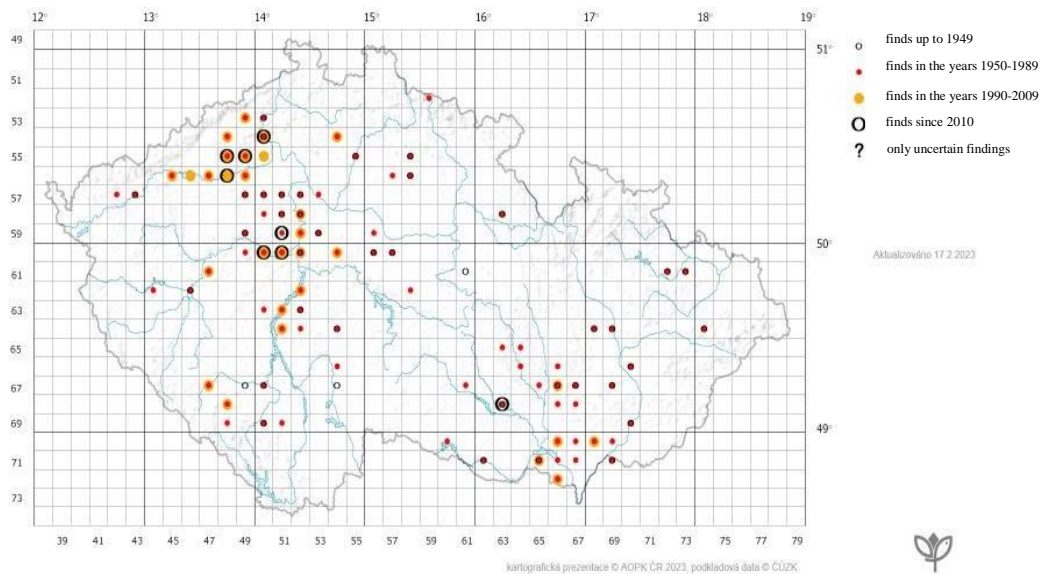 12° 13° 14° 15° 16° 17° 18° 19°
49
51° finds up to 1949
51 finds in the years 1950-1989
finds in the years 1990-2009
53 finds since 2010
? only uncertain findings
55
57
59
50°
Aktualizováno 17.2.2023
61
63
65
67
69 49°
71
73
39 41 43 45 47 49 51 53 55 57 59 61 63 65 67 69 71 73 75 77 79
kartografická prezentace © AOPK ČR 2023, podkladová data © ČÚZK